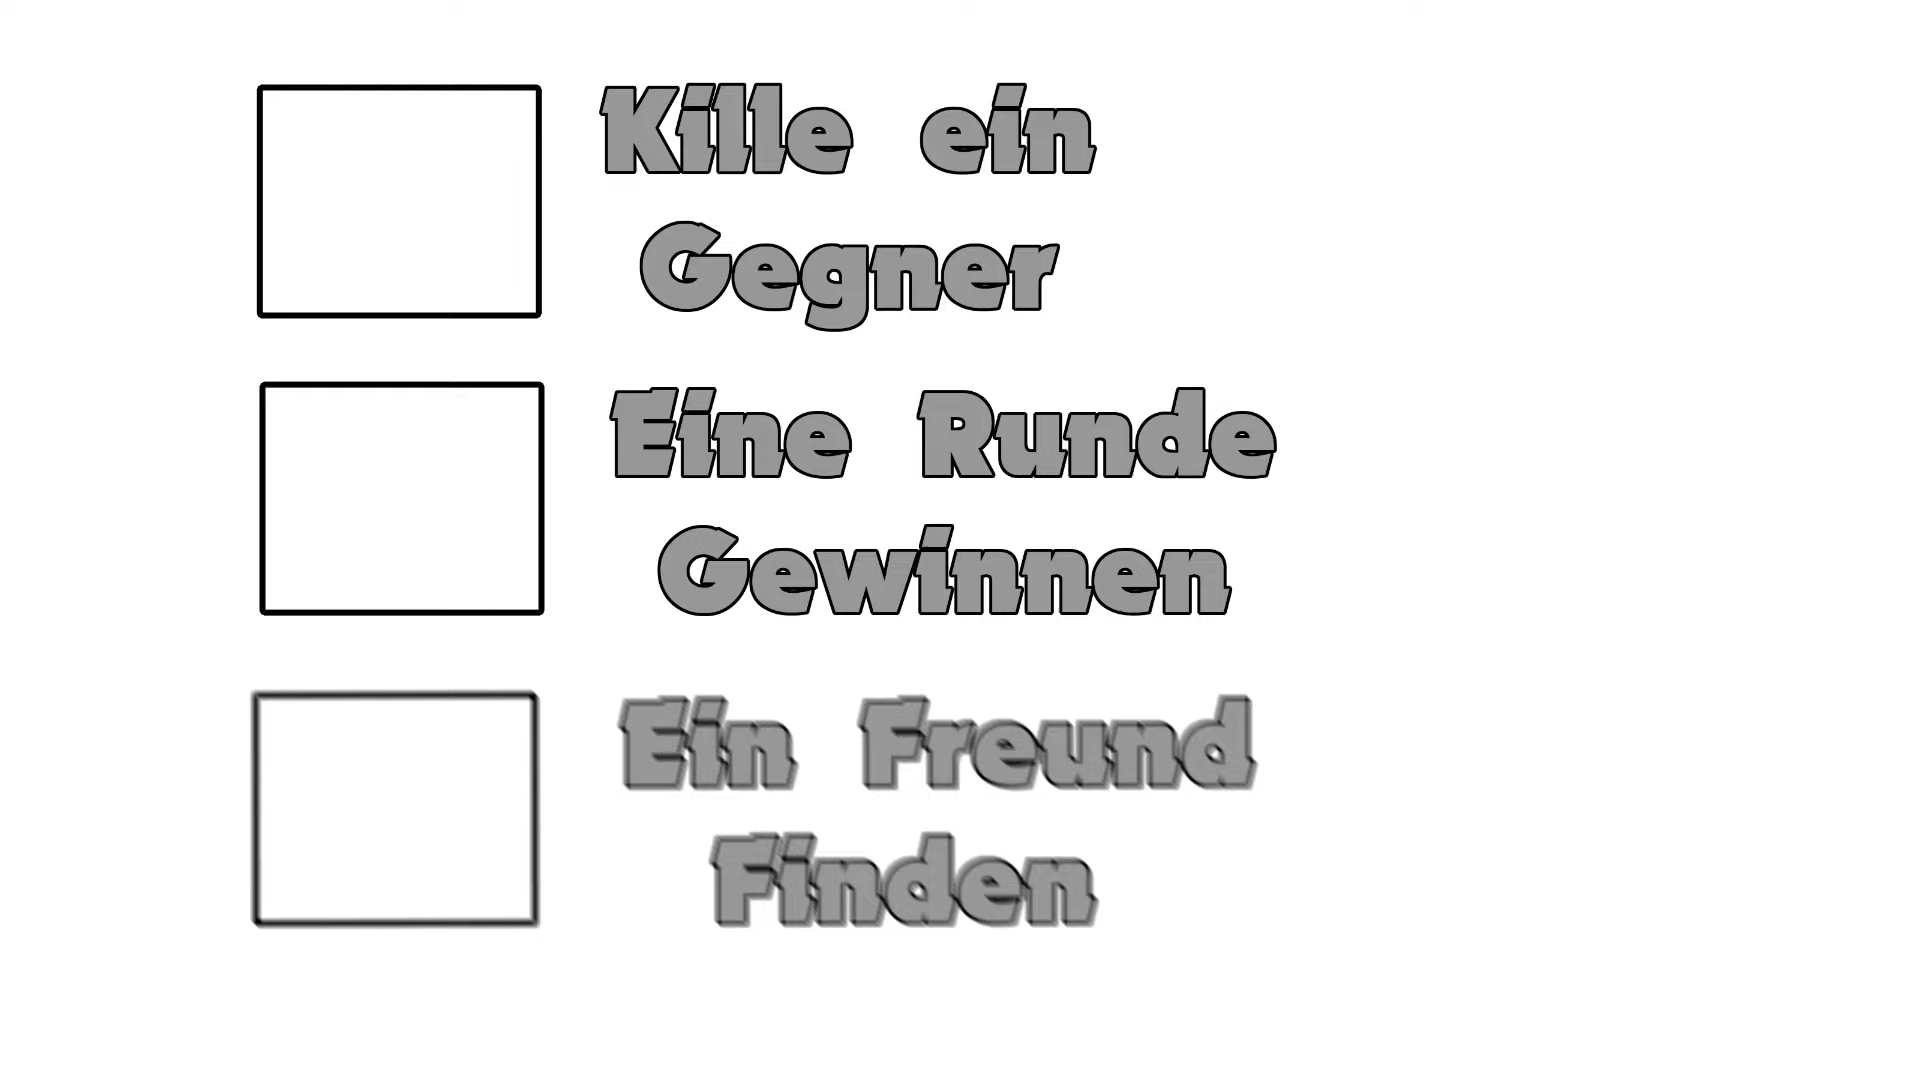 Kille ein
Gegner
Eine Runde
Gewinnen
Ein Freund
Finden